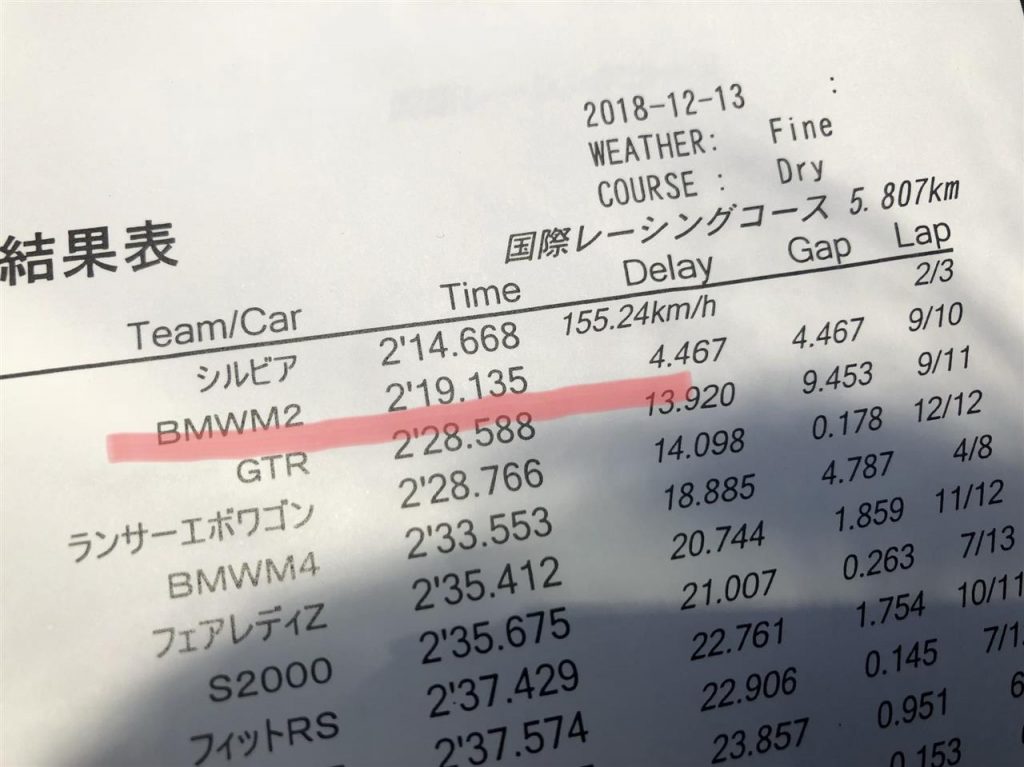 2018-12-13 :
WEATHER: Fine
COURSE : Dry
国際レーシングコース 5.807km
結果表
Team/Car Time Delay Gap Lap
シルビア 2'14.668 155.24km/h 2/3
BMWM2 2'19.135 4.467 4.467 9/10
GTR 2'28.588 13.920 9.453 9/11
ランサーエボワゴン 2'28.766 14.098 0.178 12/12
BMWM4 2'33.553 18.885 4.787 4/8
フェアレディZ 2'35.412 20.744 1.859 11/12
S2000 2'35.675 21.007 0.263 7/13
フィットRS 2'37.429 22.761 1.754 10/11
2'37.574 22.906 0.145
23.857 0.951
0.153